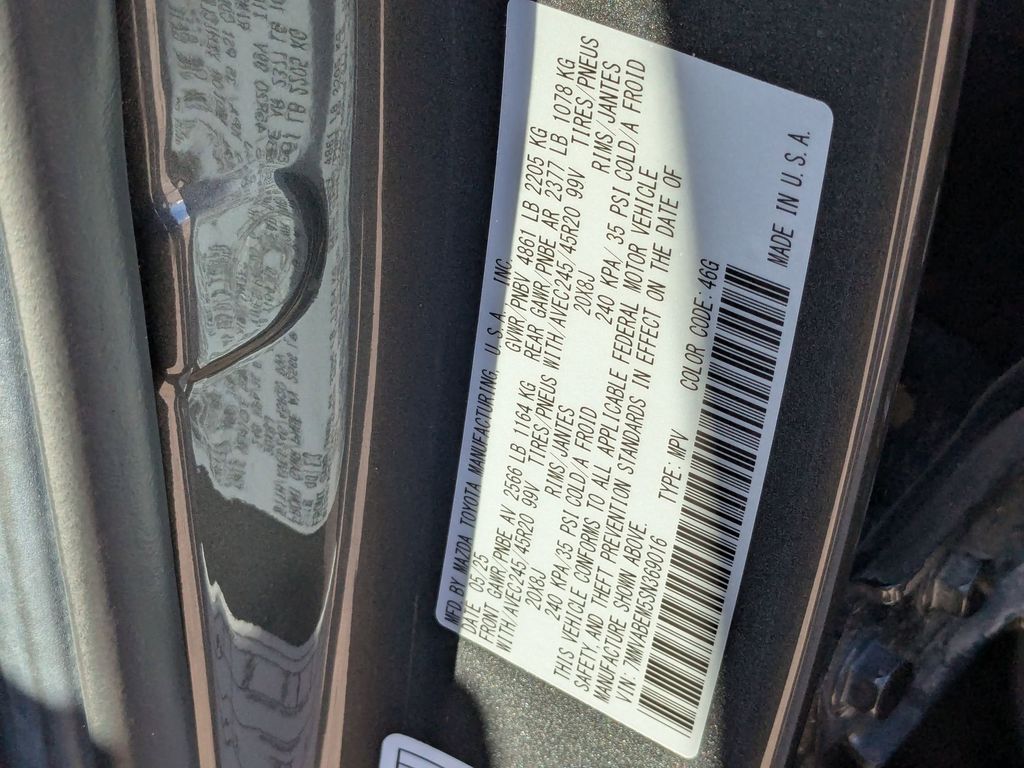 MFD. BY MAZDA TOYOTA MANUFACTURING, U. S. A., INC.
DATE 05/25 GVWR/PNBV 4861 LB 2205 KG
FRONT GAWR/PNBE AV 2566 LB 1164 KG REAR GAWR/PNBE AR 2377 LB 1078 KG
WITH/AVEC245/45R20 99V TIRES/PNEUS WITH/AVEC245/45R20 99V TIRES/PNEUS
20X8J RIMS/JANTES 20X8J RIMS/JANTES
240 KPA/35 PSI COLD/A FROID 240 KPA/35 PSI COLD/A FROID
THIS VEHICLE CONFORMS TO ALL APPLICABLE FEDERAL MOTOR VEHICLE
SAFETY, AND THEFT PREVENTION STANDARDS IN EFFECT ON THE DATE OF
MANUFACTURE SHOWN ABOVE.
VIN: 7MMVABEM5SN369016 TYPE: MPV COLOR CODE: 46G
MADE IN U. S. A.